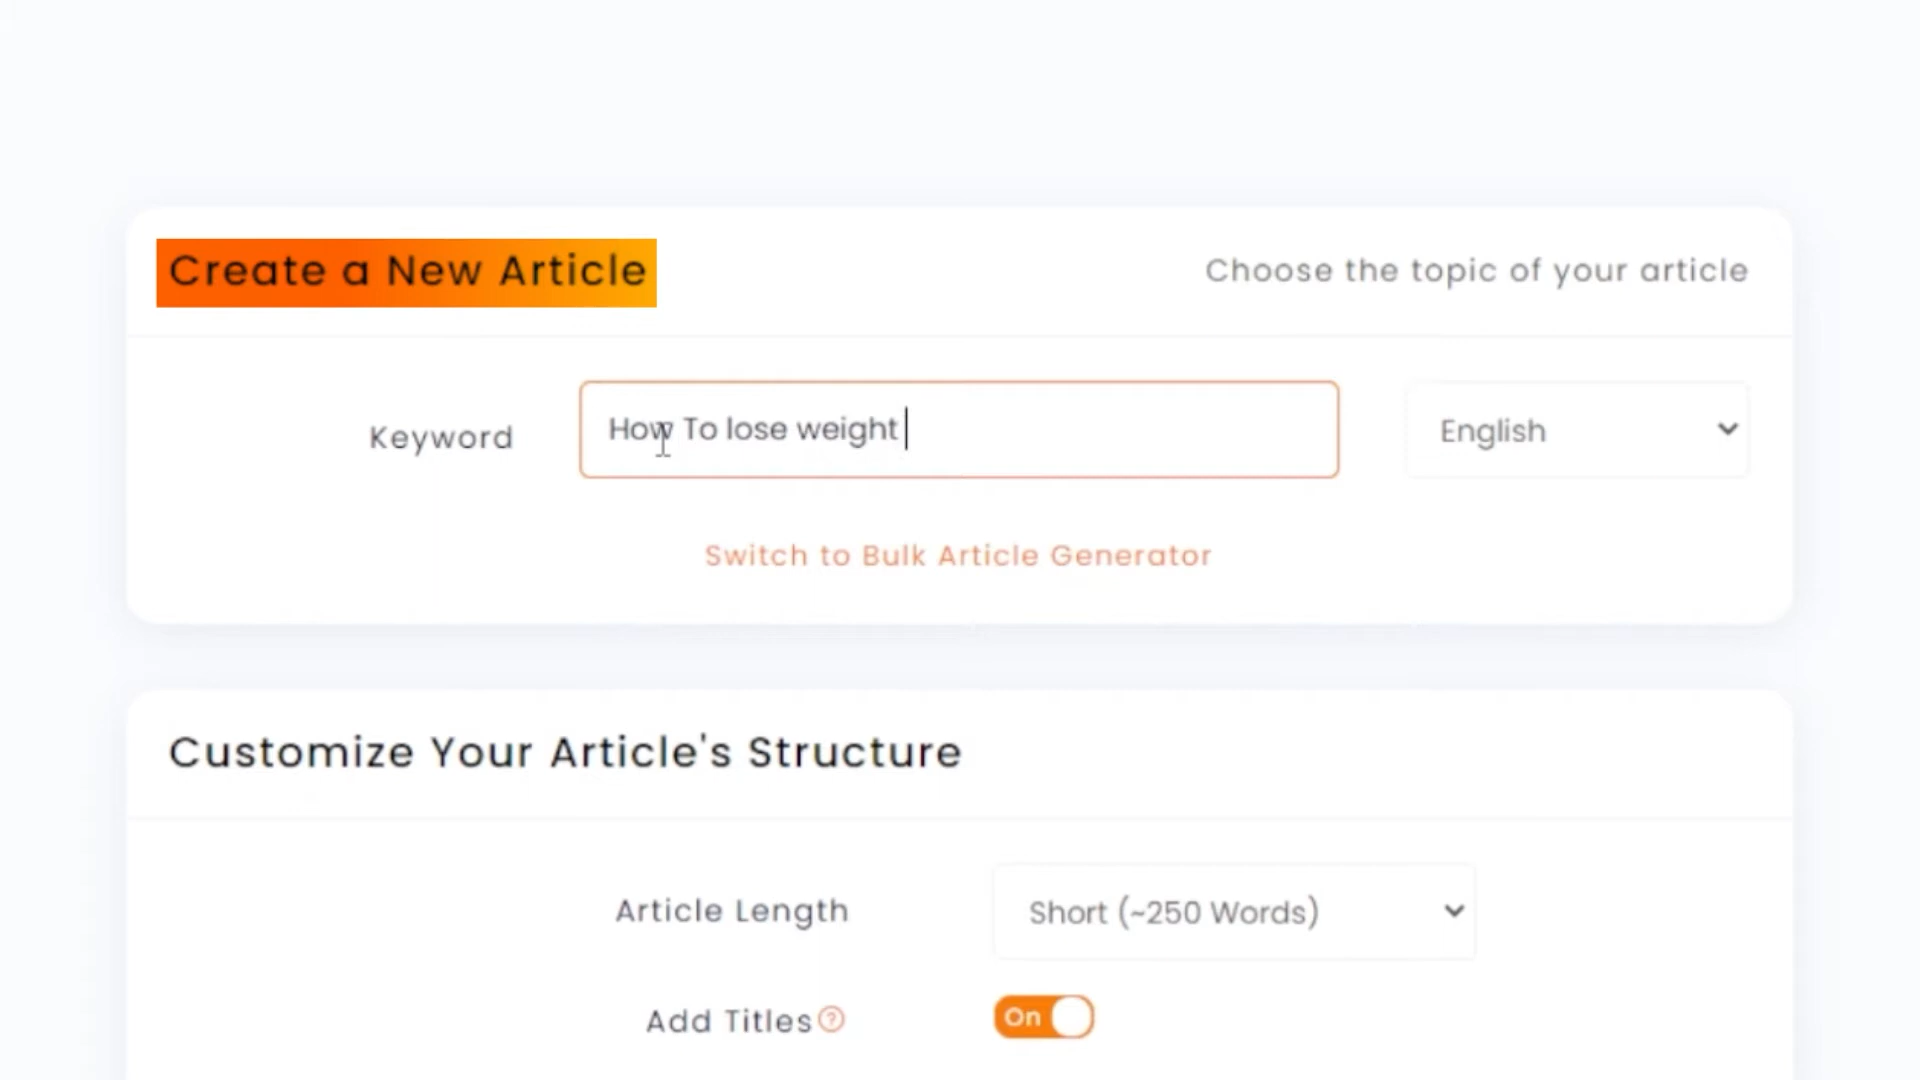 Create a New Article
Choose the topic of your article
Keyword
How To lose weight
English
Switch to Bulk Article Generator
Customize Your Article's Structure
Article Length
Short (~250 Words)
Add Titles ?
On